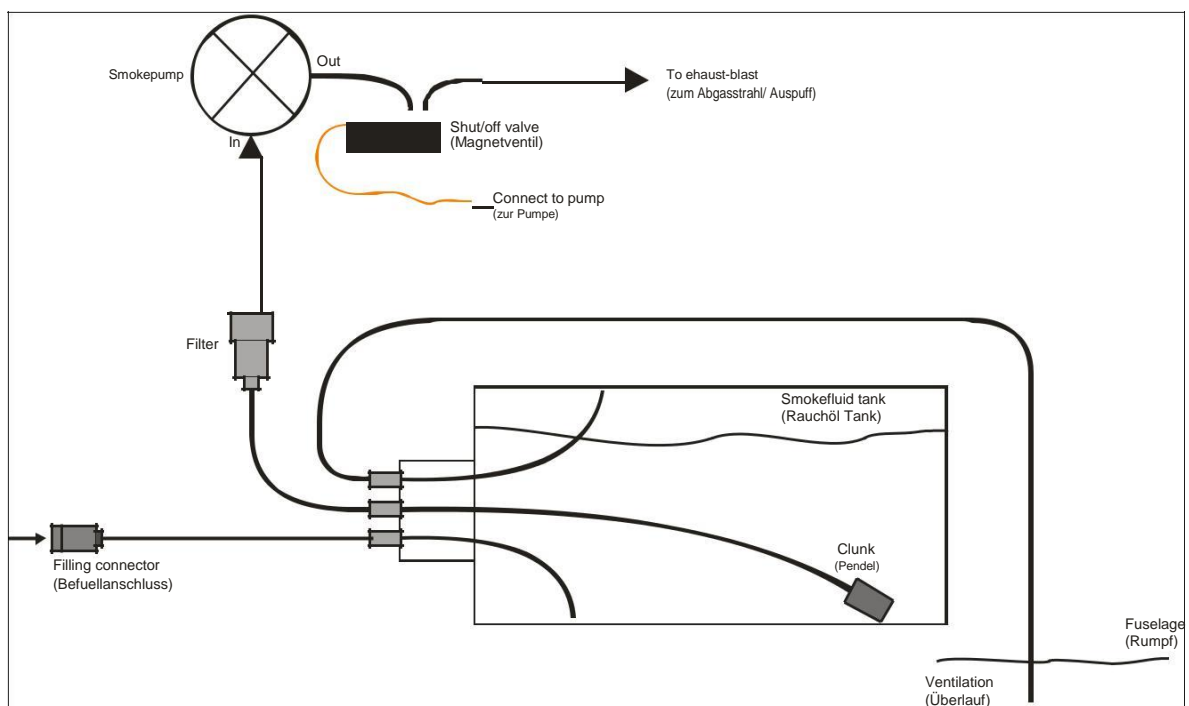 Smokepump
Out
In
To ehaust-blast
(zum Abgasstrahl/ Auspuff)
Shut/off valve
(Magnetventil)
Connect to pump
(zur Pumpe)
Filter
Smokefluid tank
(Rauchöl Tank)
Clunk
(Pendel)
Filling connector
(Befuellanschluss)
Fuselage
(Rumpf)
Ventilation
(Überlauf)